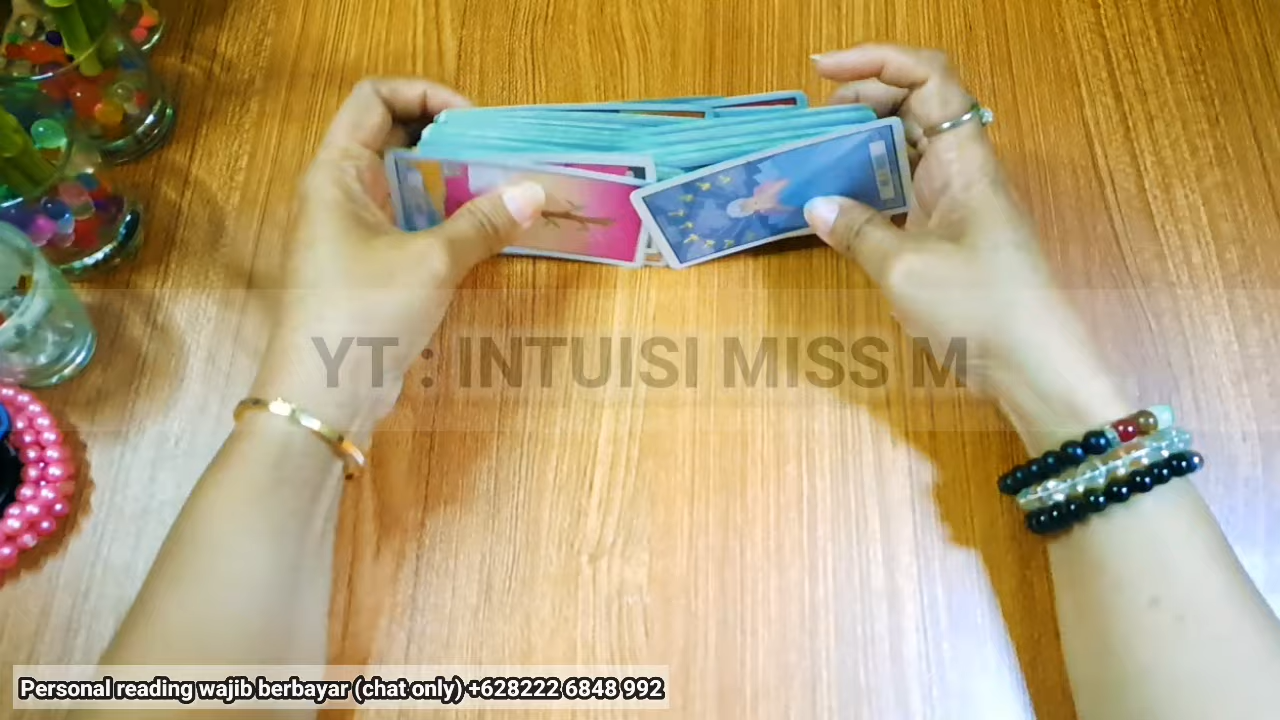 YT : INTUISI MISS M
Personal reading wajib berbayar (chat only) +628222 6848 992